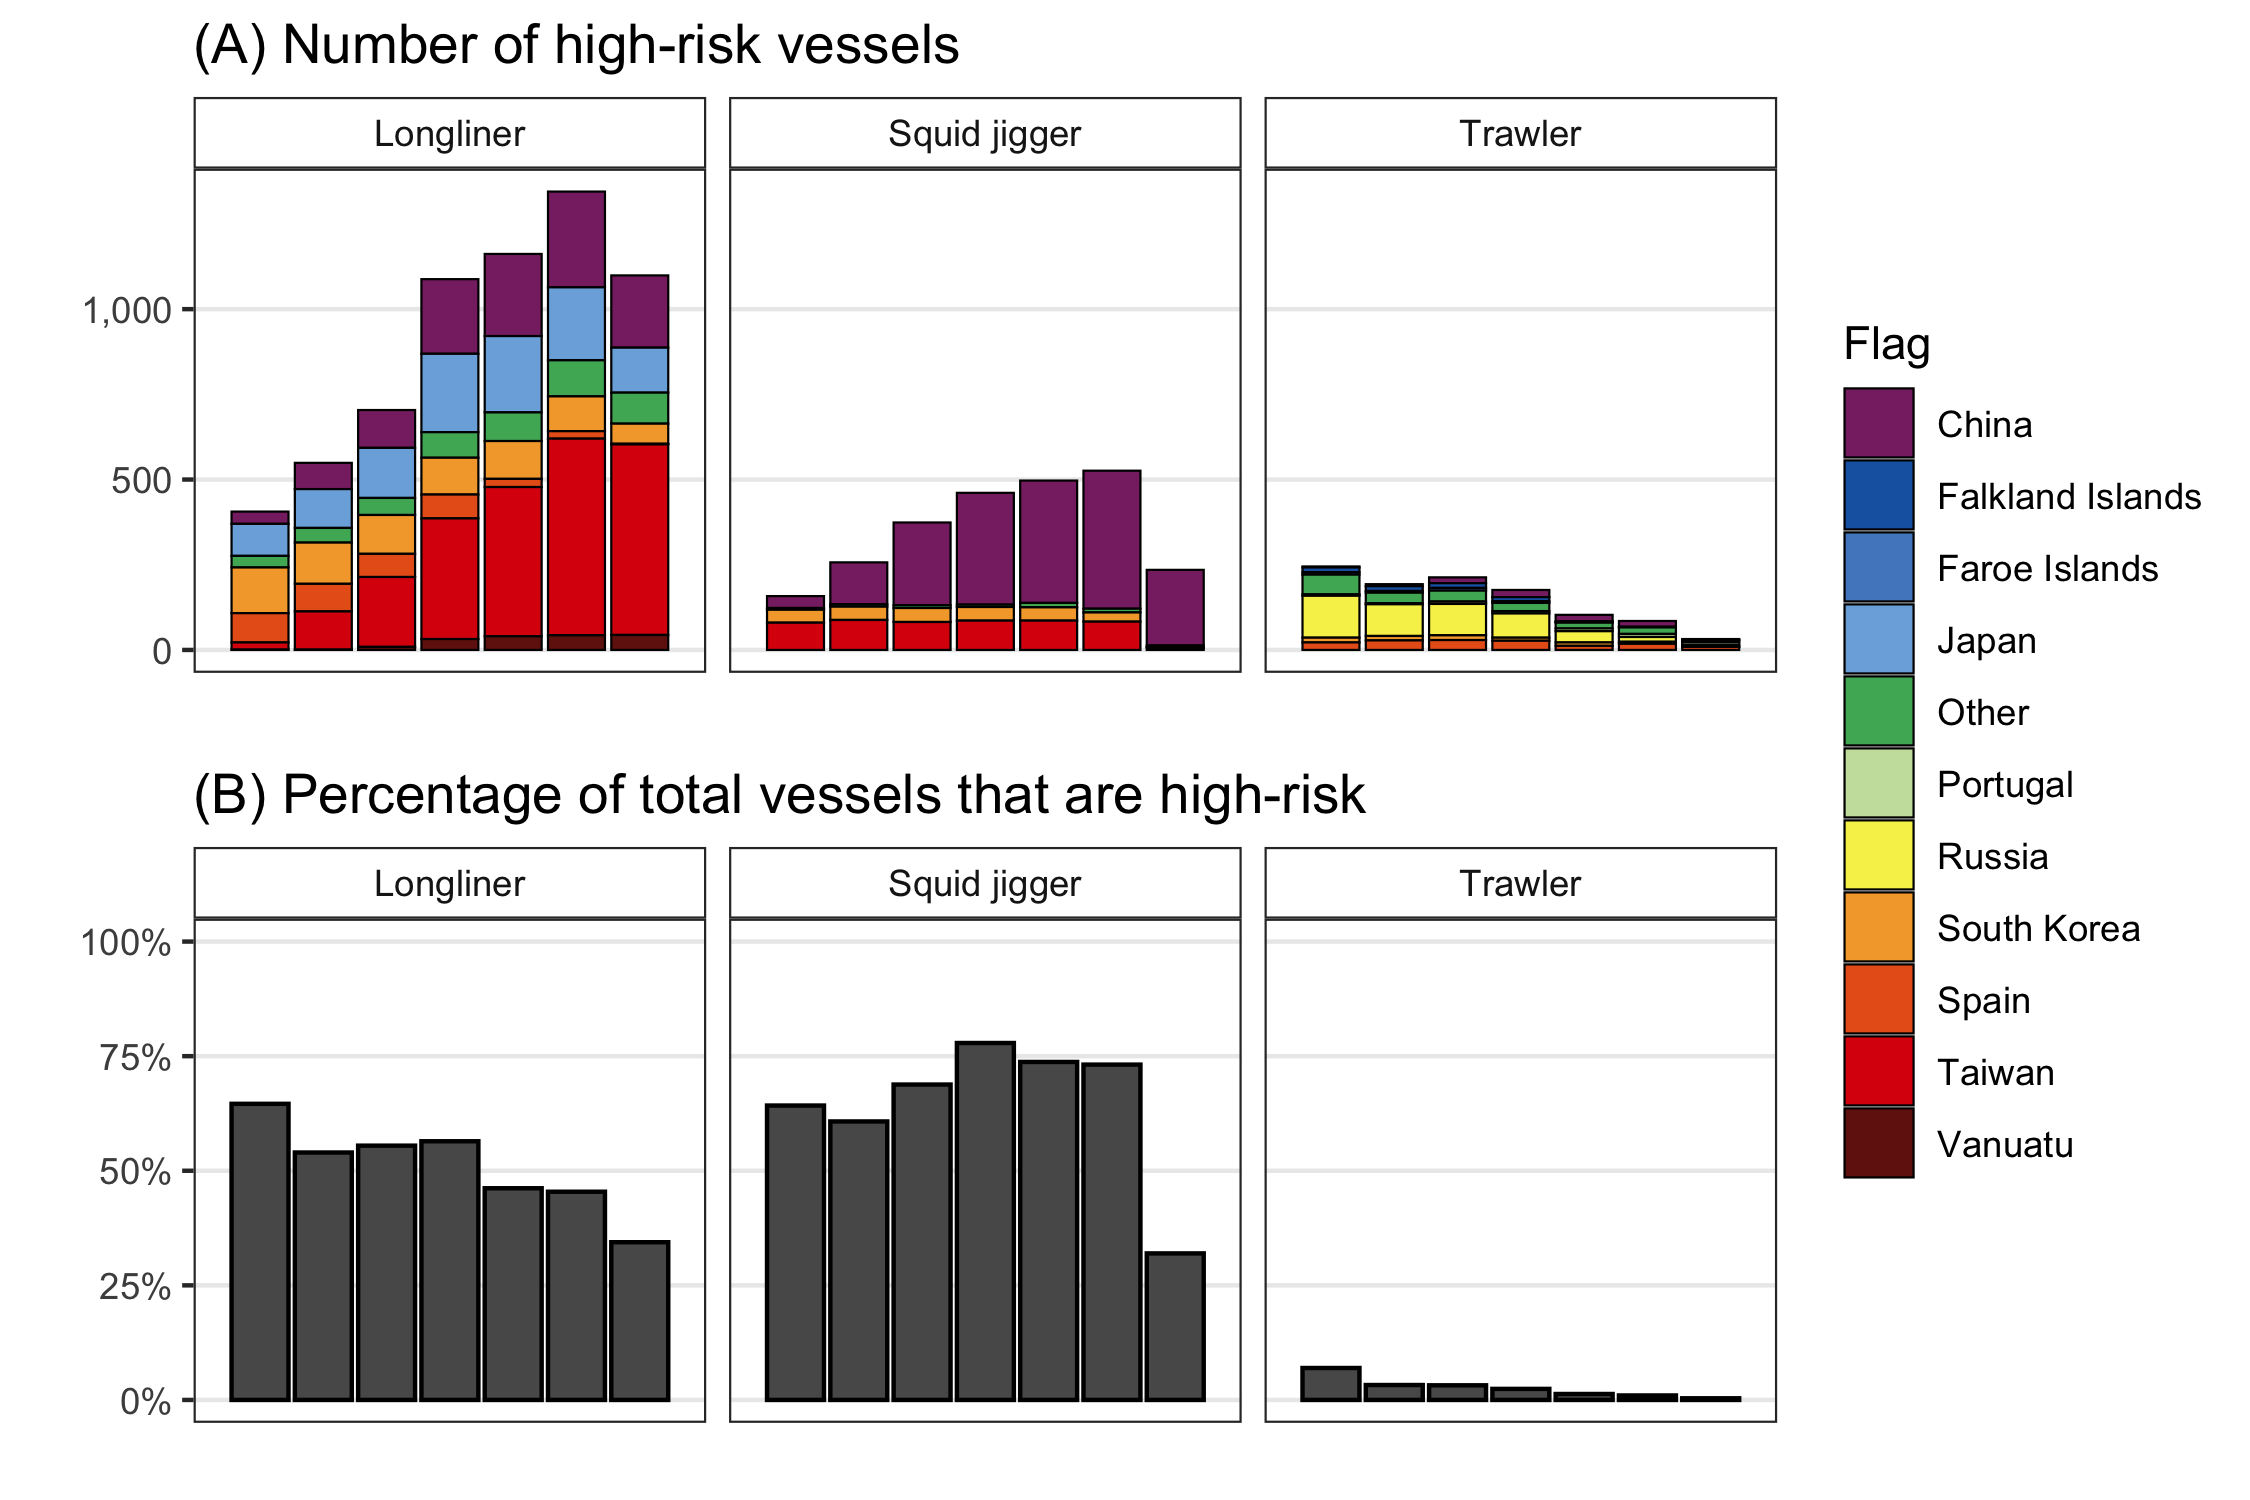 (A) Number of high-risk vessels
Longliner
Squid jigger
Trawler
1,000
500
0
(B) Percentage of total vessels that are high-risk
Longliner
Squid jigger
Trawler
100%
75%
50%
25%
0%
Flag
China
Falkland Islands
Faroe Islands
Japan
Other
Portugal
Russia
South Korea
Spain
Taiwan
Vanuatu